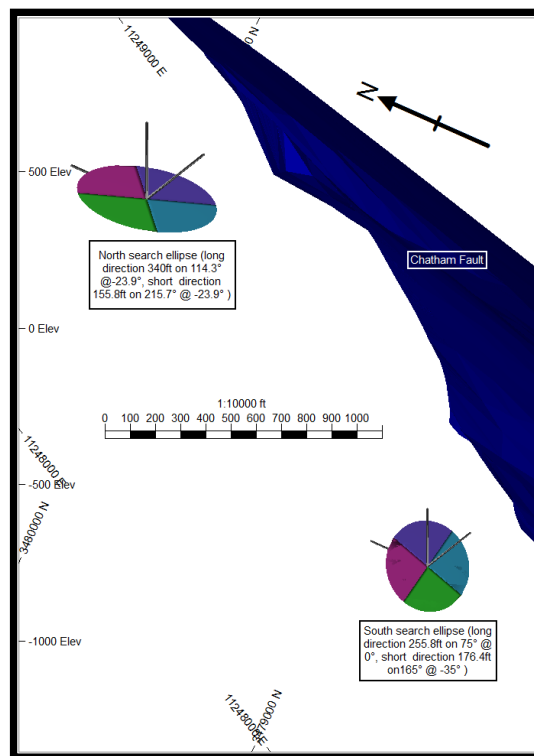 11249000 E
0 N
N
500 Elev
North search ellipse (long
direction 340ft on 114.3°
@-23.9°, short direction
155.8ft on 215.7° @ -23.9° )
Chatham Fault
0 Elev
1:10000 ft
0 100 200 300 400 500 600 700 800 900 1000
11248000 E
-500 Elev
3480000 N
-1000 Elev
South search ellipse (long
direction 255.8ft on 75° @
0°, short direction 176.4ft
on165° @ -35° )